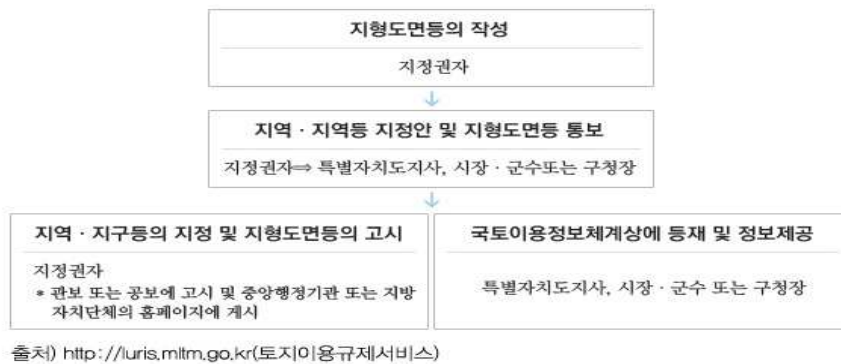 지형도면등의 작성
지정권자
지역 · 지역등 지정안 및 지형도면등 통보
지정권자⇒ 특별자치도지사, 시장 · 군수또는 구청장
지역 · 지구등의 지정 및 지형도면등의 고시
지정권자
* 관보 또는 공보에 고시 및 중앙행정기관 또는 지방
자치단체의 홈페이지에 게시
국토이용정보체계상에 등재 및 정보제공
특별자치도지사, 시장 · 군수 또는 구청장
출처) http://luris.mltm.go.kr(토지이용규제서비스)